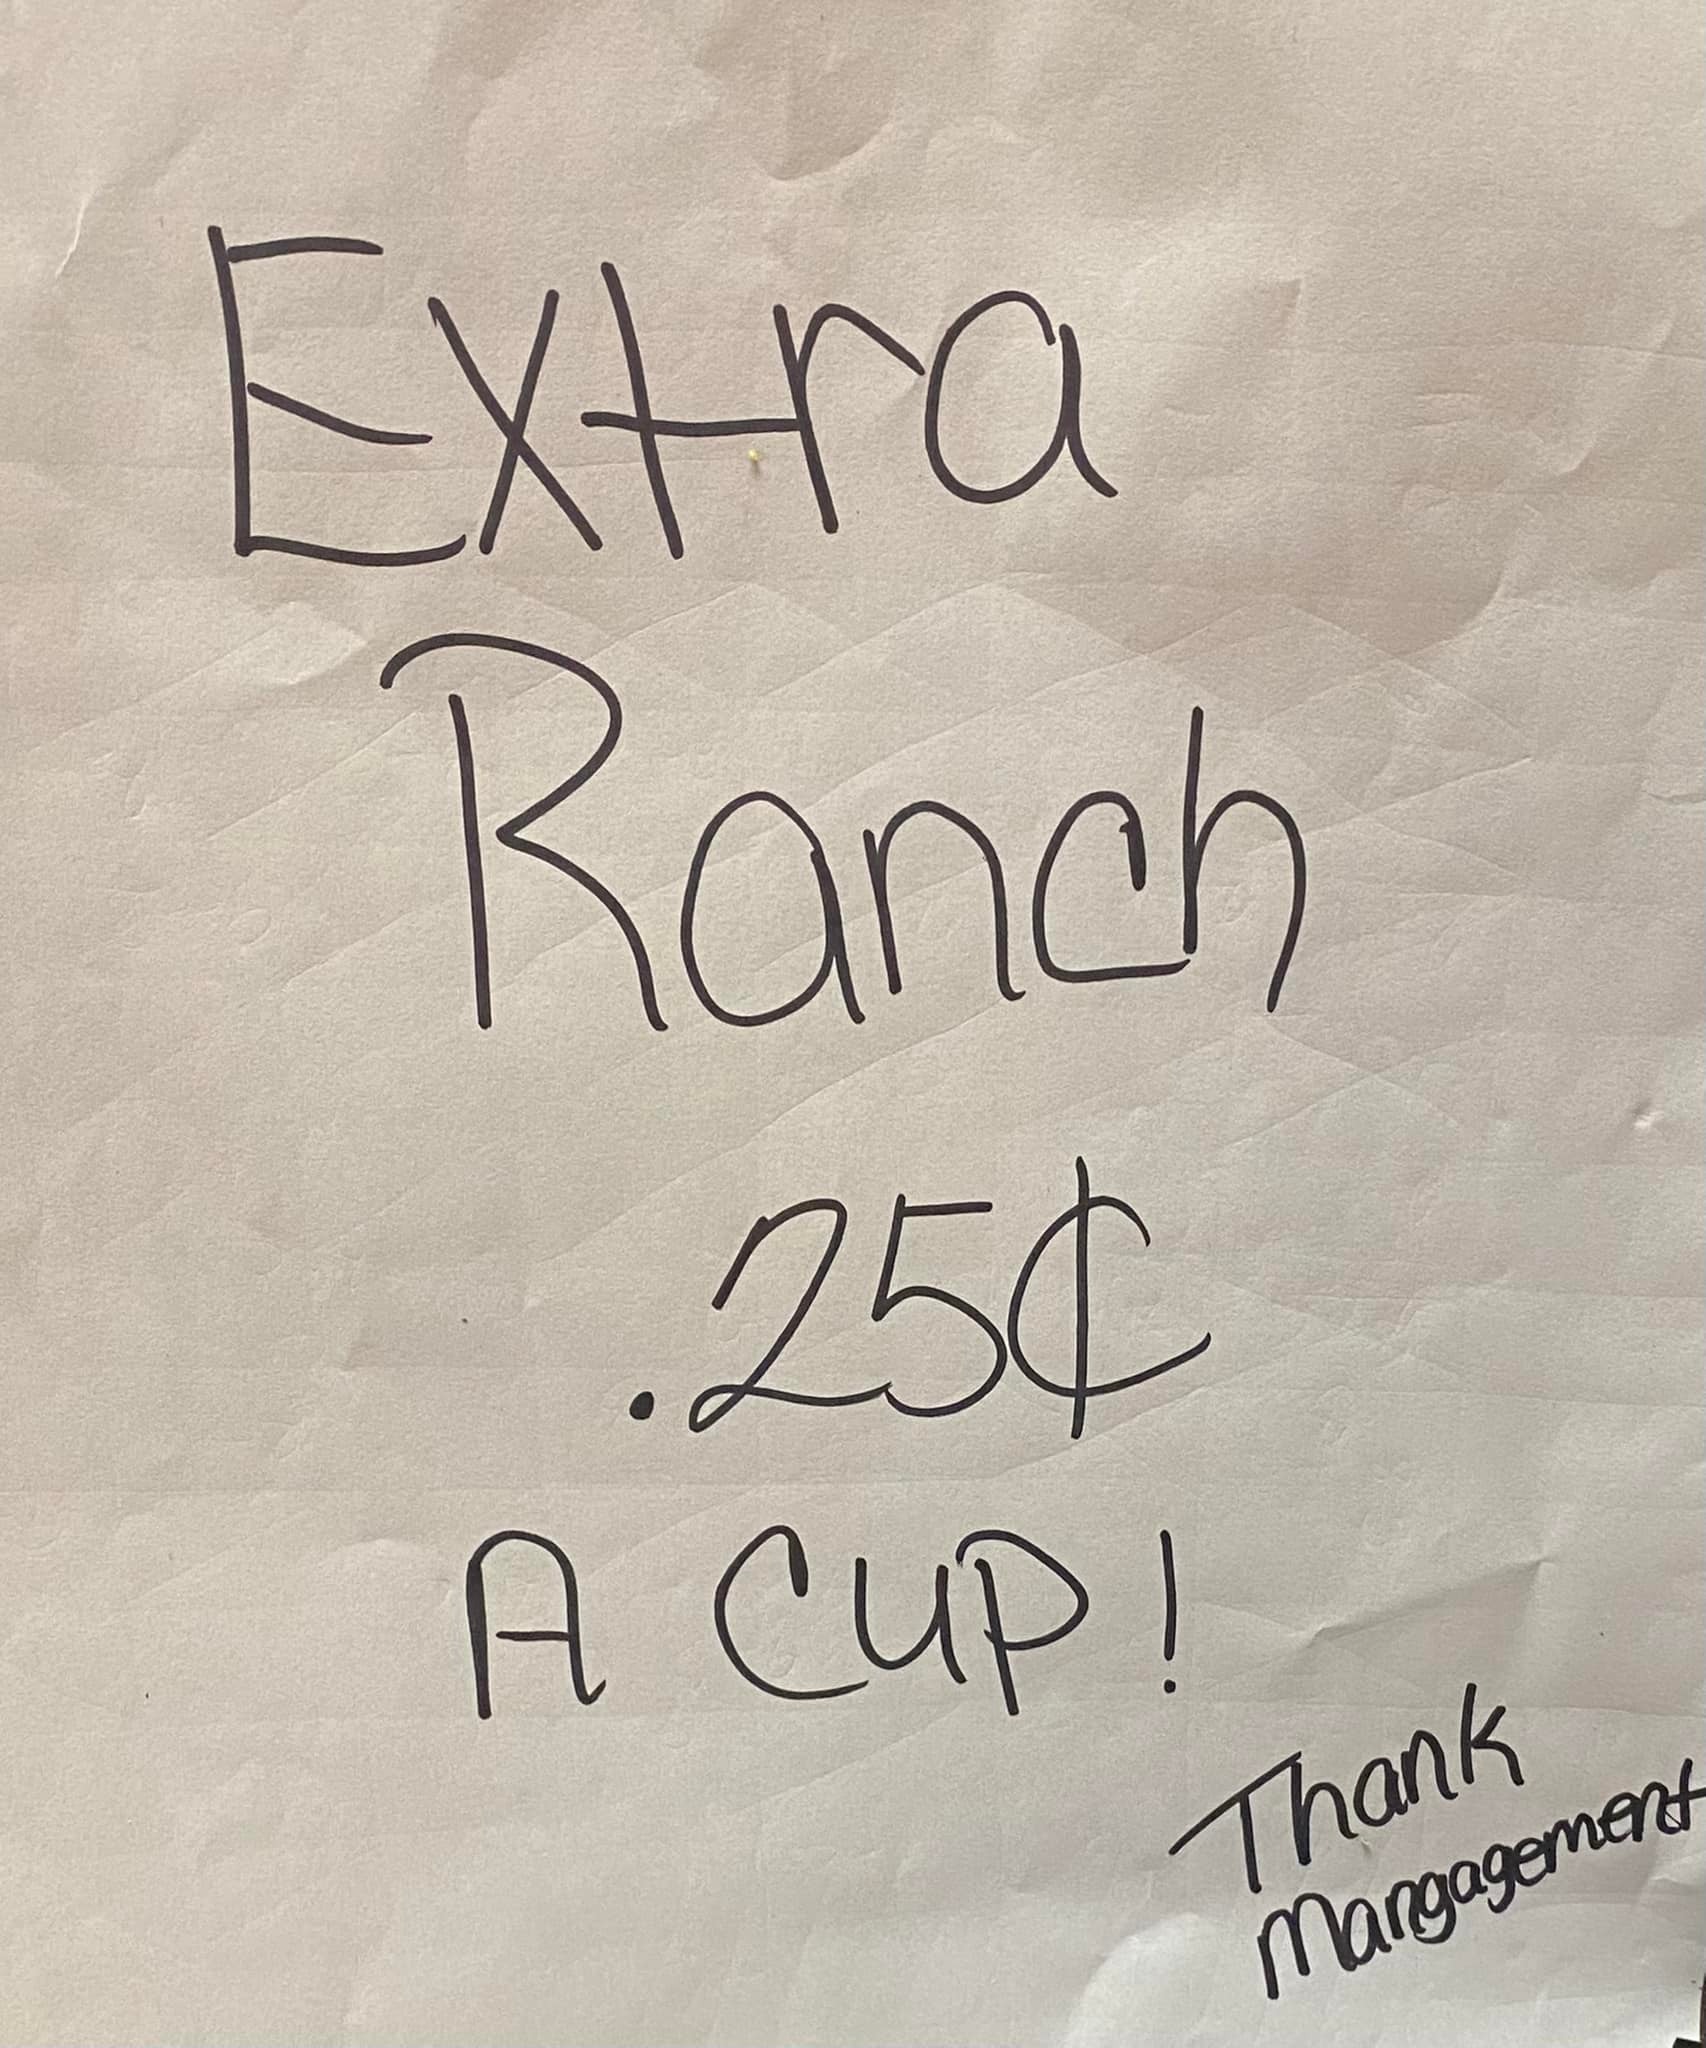 Extra
Ranch
.25¢
A CUP!
Thank
Mangagement